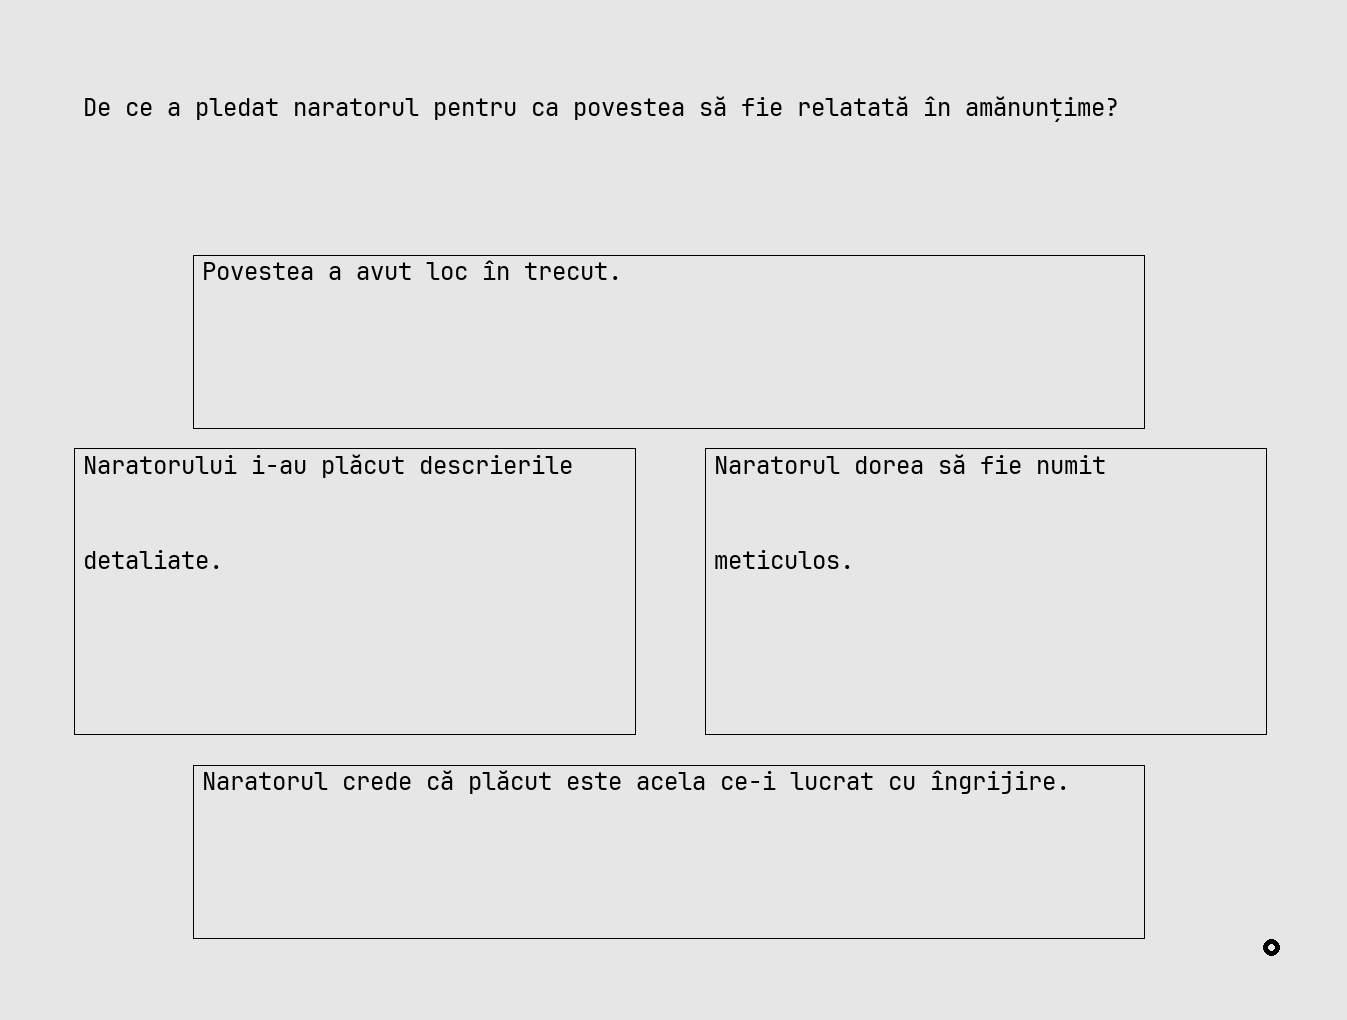 De ce a pledat naratorul pentru ca povestea să fie relatată în amănunțime?
Povestea a avut loc în trecut.
Naratorului i-au plăcut descrierile
detaliate.
Naratorul dorea să fie numit
meticulos.
Naratorul crede că plăcut este acela ce-i lucrat cu îngrijire.